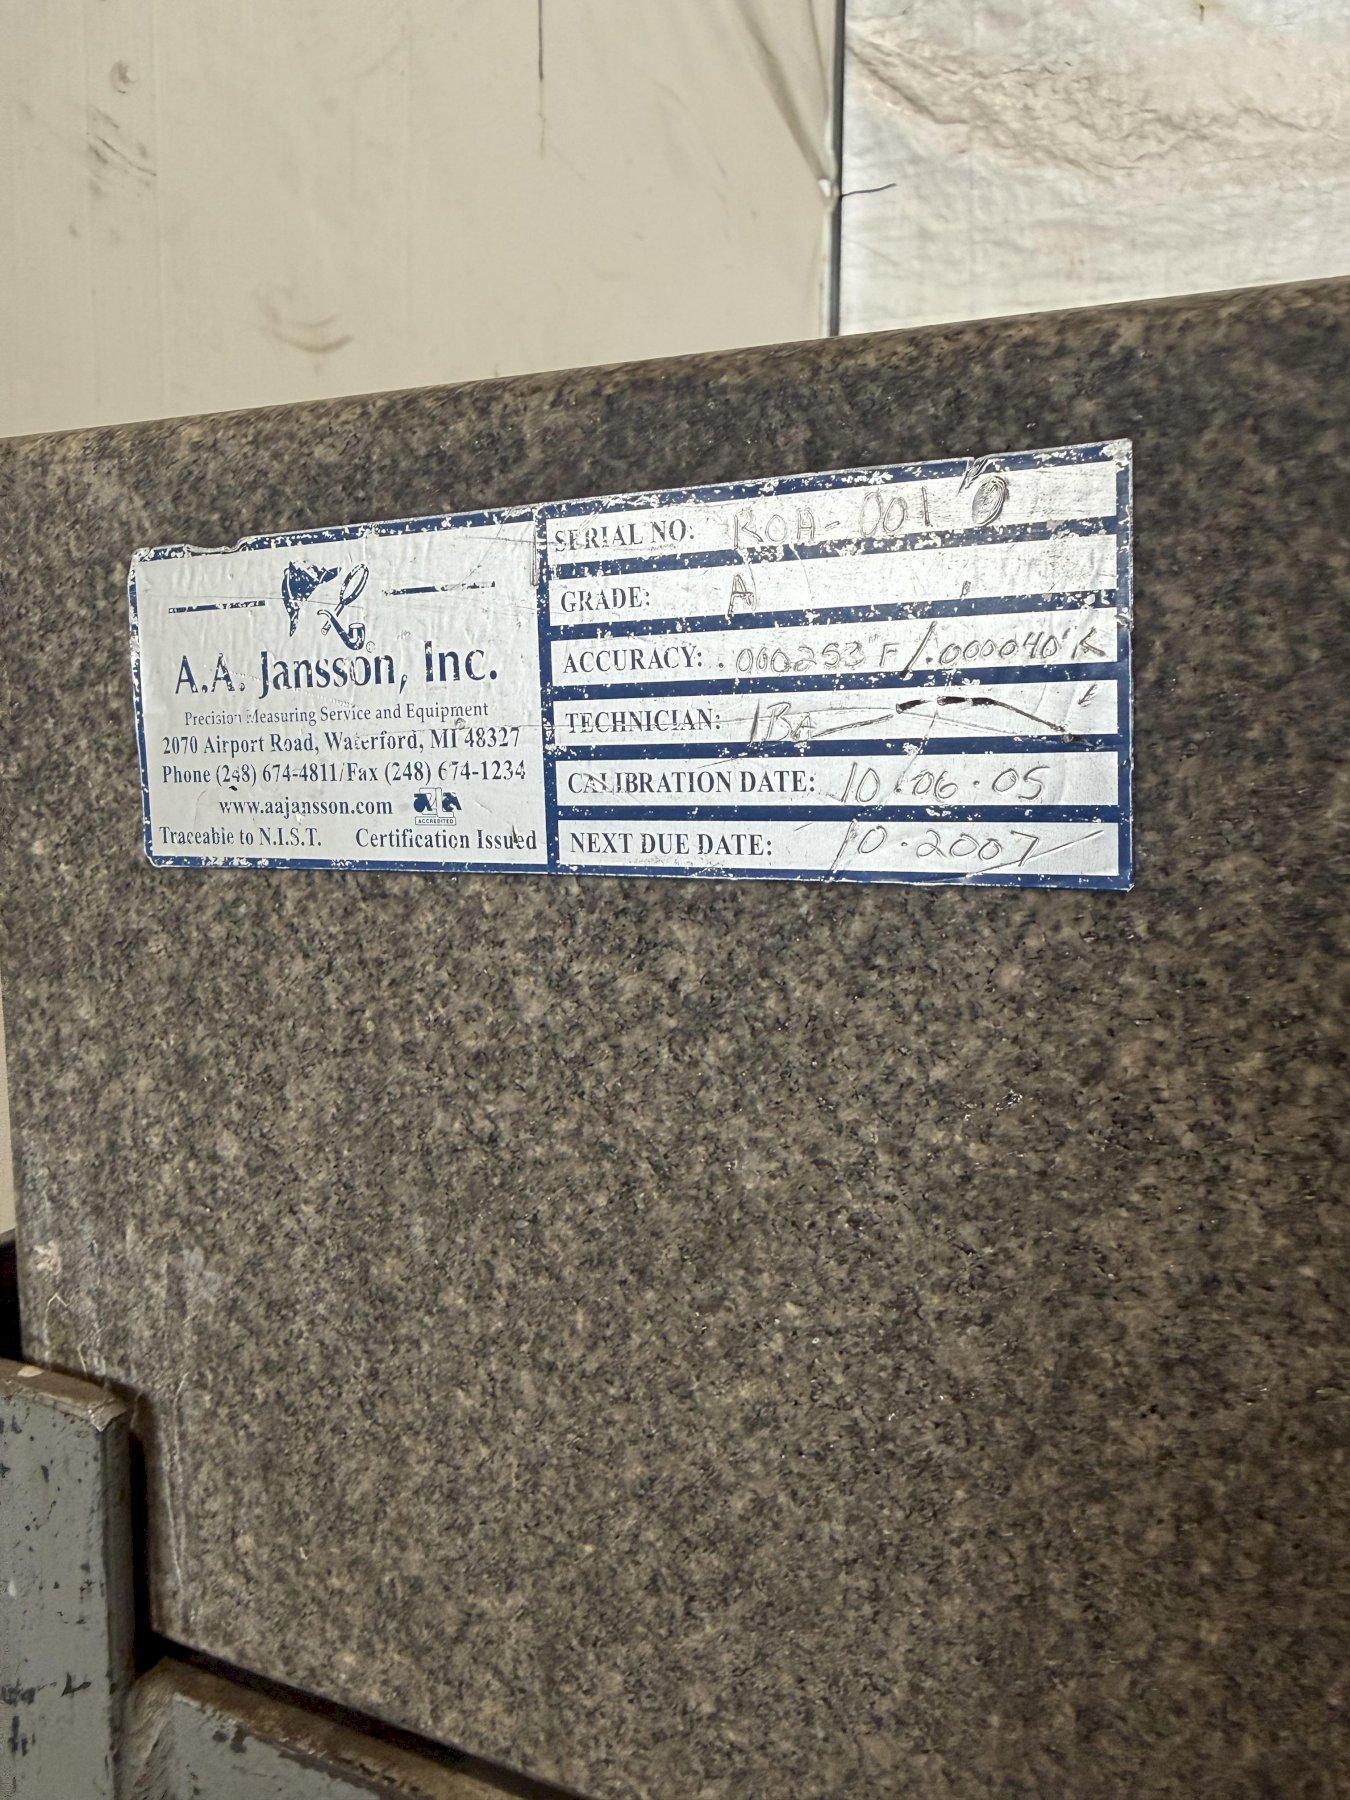 A.A. Jansson, Inc.
Precision Measuring Service and Equipment
2070 Airport Road, Waterford, MI 48327
Phone (248) 674-4811/Fax (248) 674-1234
www.aajansson.com
ACCREDITED
Traceable to N.I.S.T. Certification Issued
SERIAL NO: ROH-001
GRADE: A
ACCURACY: .000253" F/.000040" R
TECHNICIAN:
CALIBRATION DATE: 10.06.05
NEXT DUE DATE: 10.2007